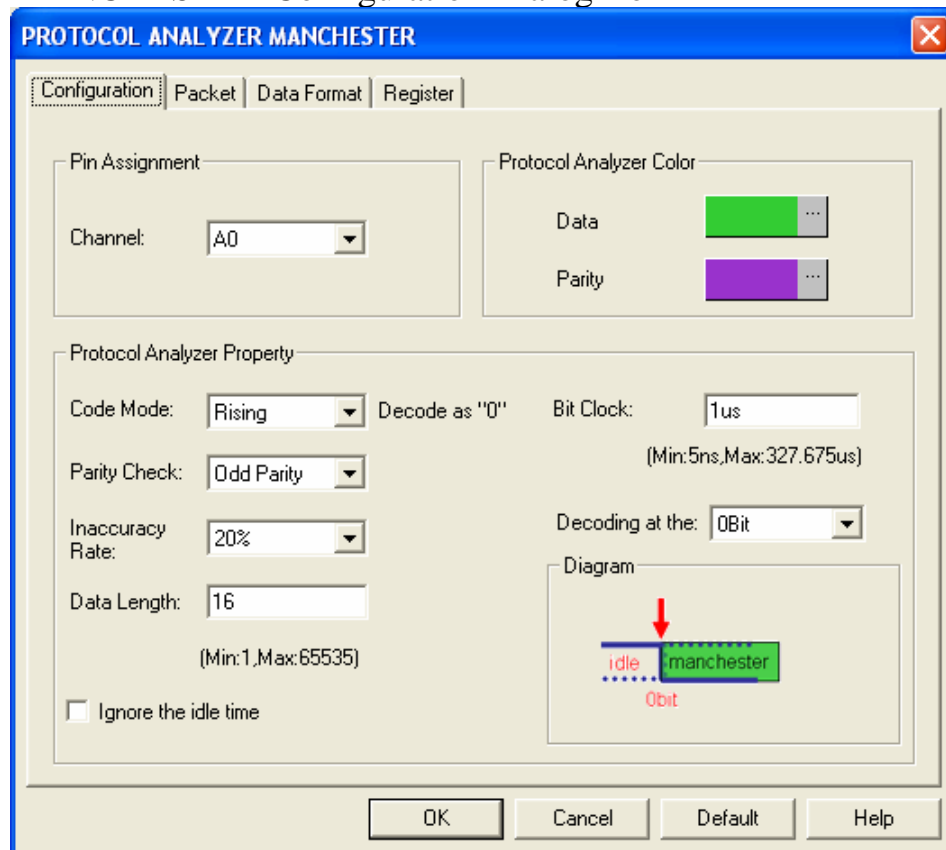 PROTOCOL ANALYZER MANCHESTER
Configuration Packet Data Format Register
Pin Assignment
Channel: A0
Protocol Analyzer Color
Data ...
Parity ...
Protocol Analyzer Property
Code Mode: Rising Decode as "0"
Parity Check: Odd Parity
Inaccuracy
Rate: 20%
Data Length: 16
(Min:1,Max:65535)
Ignore the idle time
Bit Clock: 1us
(Min:5ns,Max:327.675us)
Decoding at the: 0Bit
Diagram
idle manchester
0bit
OK Cancel Default Help